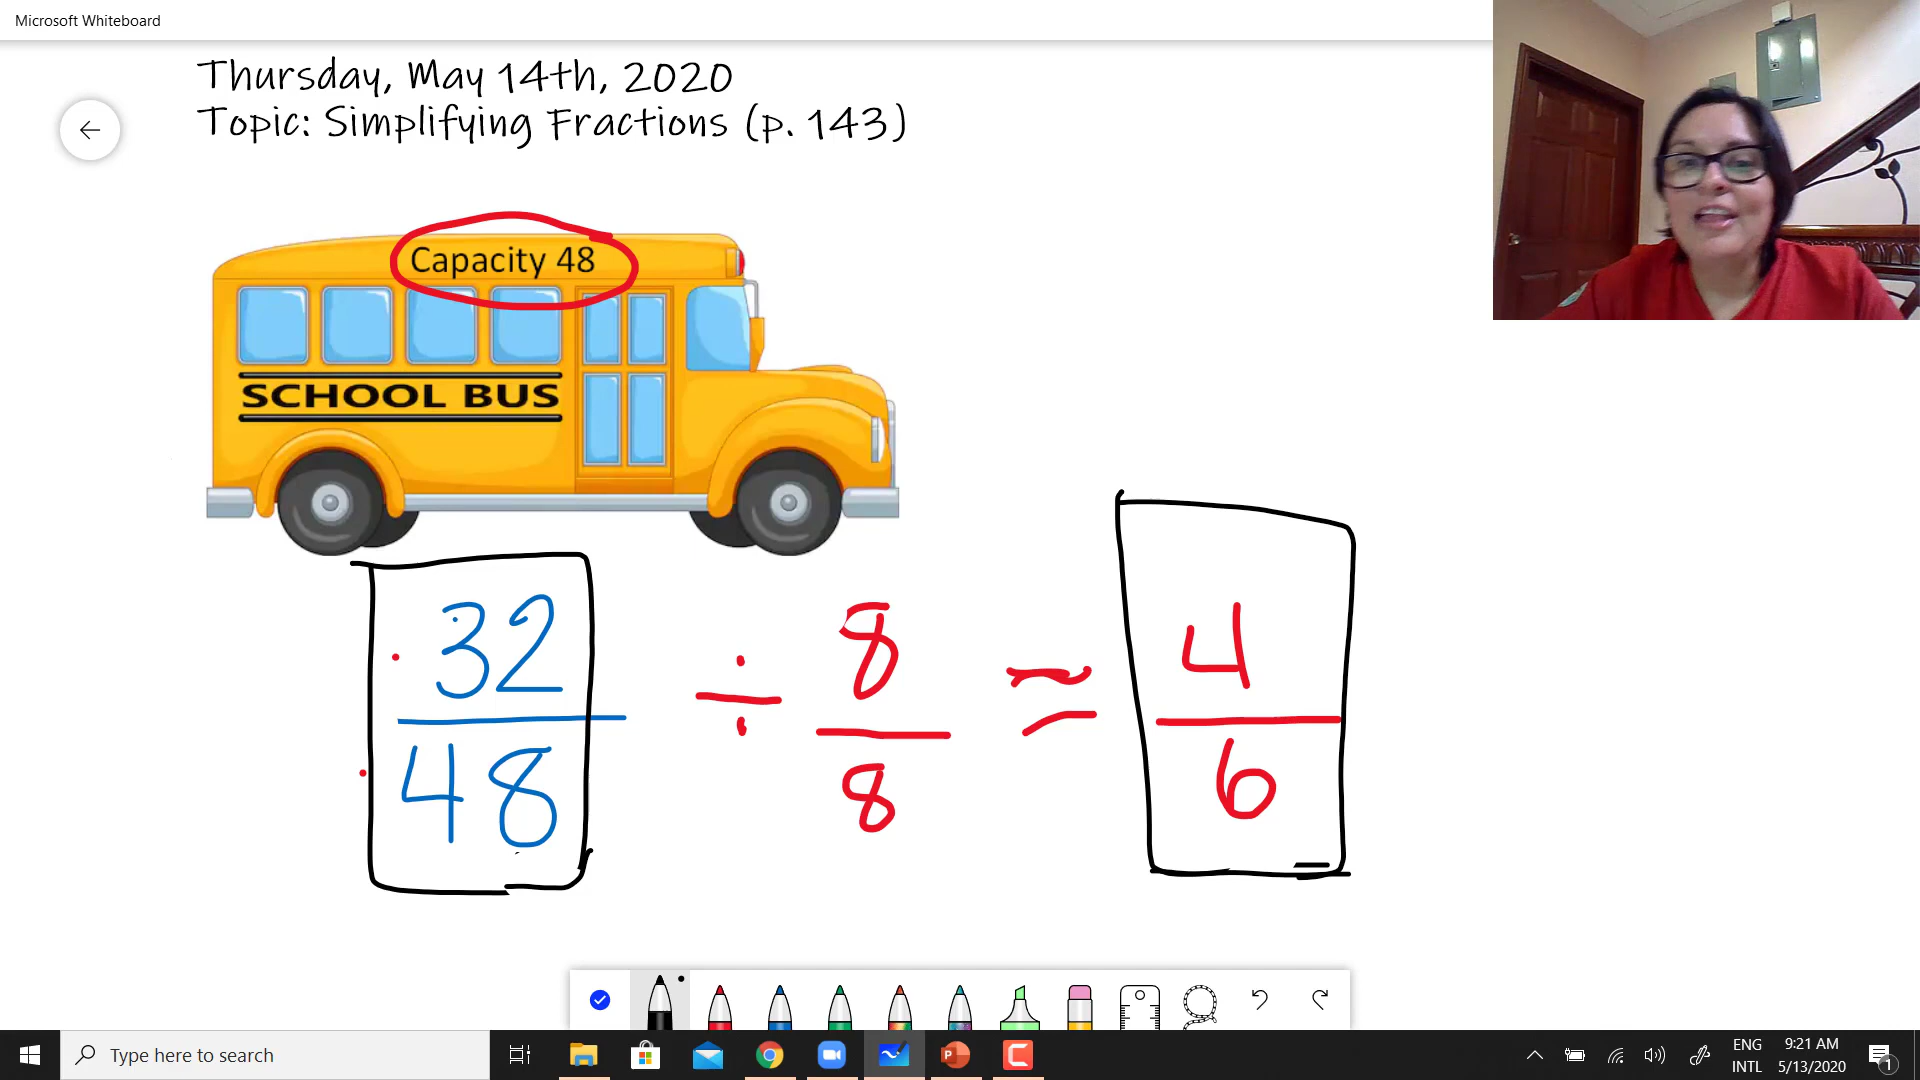 Microsoft Whiteboard
Thursday, May 14th, 2020
Topic: Simplifying Fractions (p. 143)
Capacity 48
SCHOOL BUS
32 ÷ 8 = 4
48 8 6
Type here to search
ENG
INTL
9:21 AM
5/13/2020
1